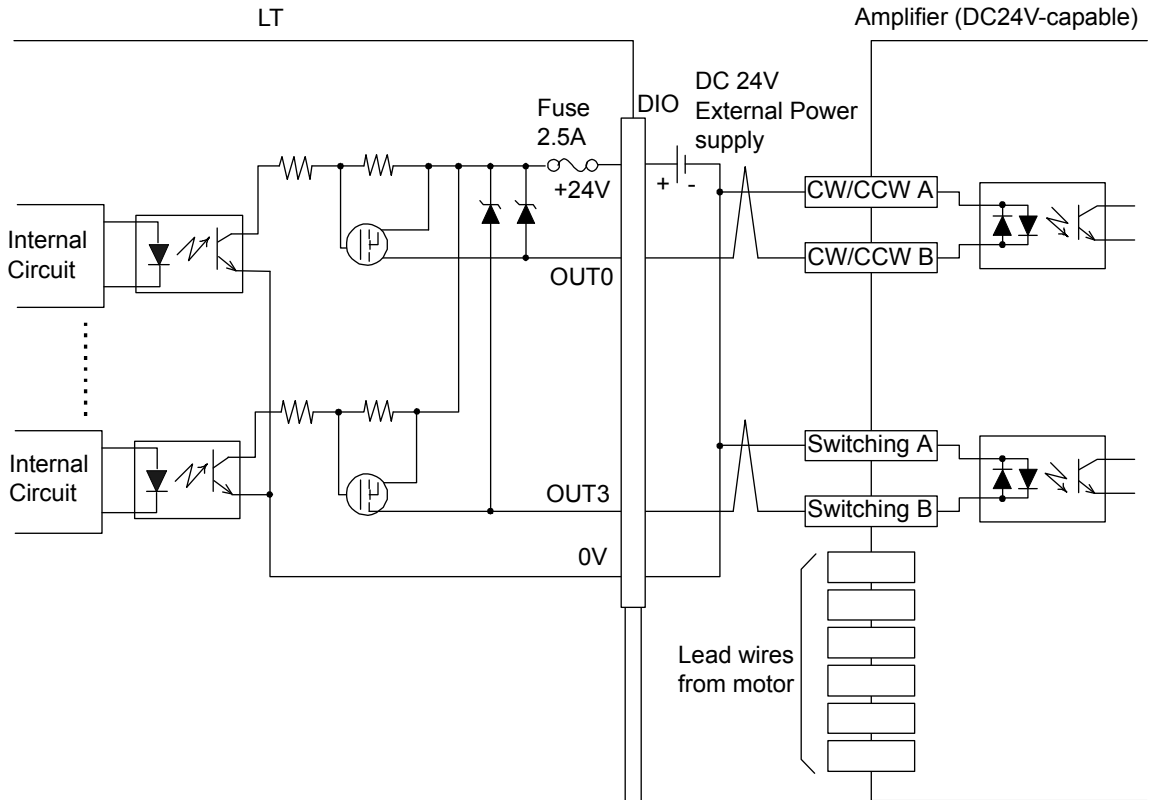 LT
Amplifier (DC24V-capable)
Fuse
2.5A
DIO
DC 24V
External Power
supply
+24V
+ -
CW/CCW A
Internal
Circuit
CW/CCW B
OUT0
Switching A
Internal
Circuit
OUT3
Switching B
0V
Lead wires
from motor